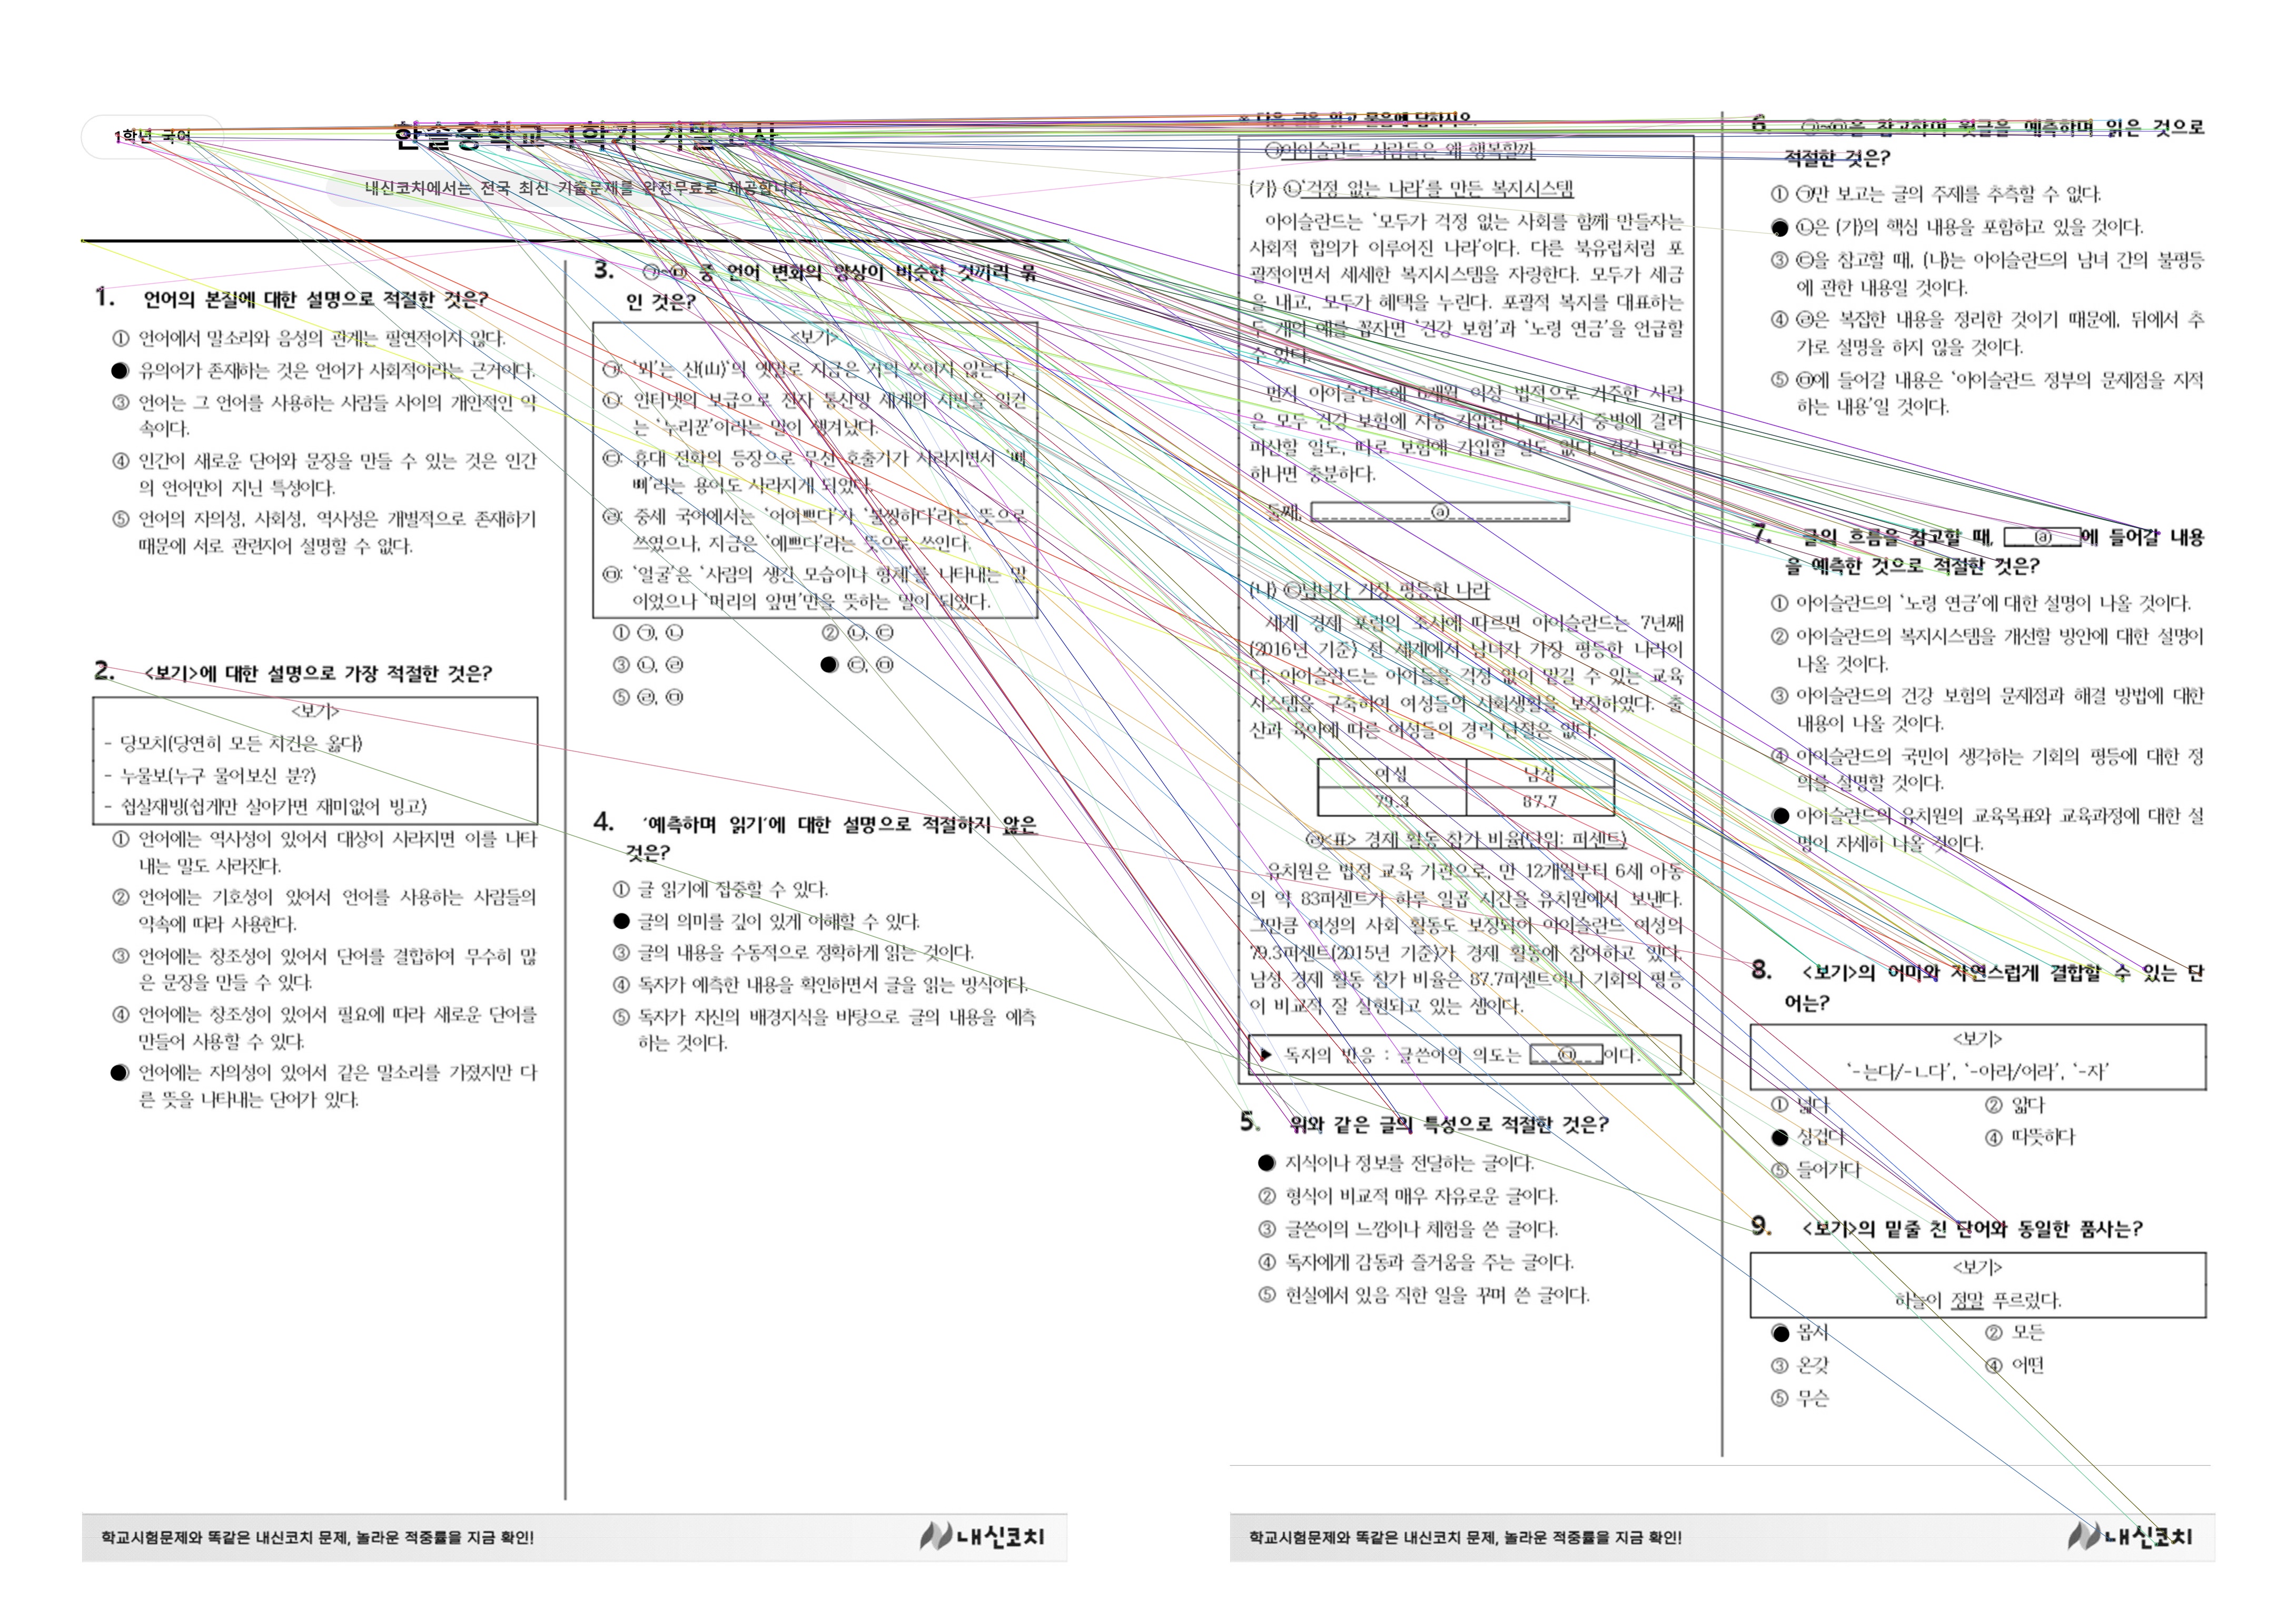 1학년 국어
한솔중학교 1학기 기말고사
내신코치에서는 전국 최신 기출문제를 완전무료로 제공합니다.
1. 언어의 본질에 대한 설명으로 적절한 것은?
① 언어에서 말소리와 음성의 관계는 필연적이지 않다.
● 유의어가 존재하는 것은 언어가 사회적이라는 근거이다.
③ 언어는 그 언어를 사용하는 사람들 사이의 개인적인 약
속이다.
④ 인간이 새로운 단어와 문장을 만들 수 있는 것은 인간
의 언어만이 지닌 특성이다.
⑤ 언어의 자의성, 사회성, 역사성은 개별적으로 존재하기
때문에 서로 관련지어 설명할 수 없다.
2. <보기>에 대한 설명으로 가장 적절한 것은?
<보기>
- 당모치(당연히 모든 치킨은 옳다)
- 누물보(누구 물어보신 분?)
- 쉽살재빙(쉽게만 살아가면 재미없어 빙고)
① 언어에는 역사성이 있어서 대상이 사라지면 이를 나타
내는 말도 사라진다.
② 언어에는 기호성이 있어서 언어를 사용하는 사람들의
약속에 따라 사용한다.
③ 언어에는 창조성이 있어서 단어를 결합하여 무수히 많
은 문장을 만들 수 있다.
④ 언어에는 창조성이 있어서 필요에 따라 새로운 단어를
만들어 사용할 수 있다.
● 언어에는 자의성이 있어서 같은 말소리를 가졌지만 다
른 뜻을 나타내는 단어가 있다.
3. ㉠~㉤ 중 언어 변화의 양상이 비슷한 것끼리 묶
인 것은?
<보기>
㉠: ‘뫼’는 산(山)‘의 옛말로 지금은 거의 쓰이지 않는다.
㉡: 인터넷의 보급으로 전자 통신망 세계의 시민을 일컫
는 ‘누리꾼’이라는 말이 생겨났다.
㉢: 휴대 전화의 등장으로 무선 호출기가 사라지면서 ‘삐
삐’라는 용어도 사라지게 되었다.
㉣: 중세 국어에서는 ‘어여쁘다’가 ‘불쌍하다’라는 뜻으로
쓰였으나, 지금은 ‘예쁘다’라는 뜻으로 쓰인다.
㉤: ‘얼굴’은 ‘사람의 생긴 모습이나 형체’를 나타내는 말
이었으나 ‘머리의 앞면’만을 뜻하는 말이 되었다.
① ㉠, ㉡ ② ㉡, ㉢
③ ㉡, ㉣ ● ㉢, ㉤
⑤ ㉣, ㉤
4. ‘예측하며 읽기’에 대한 설명으로 적절하지 않은
것은?
① 글 읽기에 집중할 수 있다.
● 글의 의미를 깊이 있게 이해할 수 있다.
③ 글의 내용을 수동적으로 정확하게 읽는 것이다.
④ 독자가 예측한 내용을 확인하면서 글을 읽는 방식이다.
⑤ 독자가 자신의 배경지식을 바탕으로 글의 내용을 예측
하는 것이다.
학교시험문제와 똑같은 내신코치 문제, 놀라운 적중률을 지금 확인!
내신코치
※ 다음 글을 읽고 물음에 답하시오.
㉠아이슬란드 사람들은 왜 행복할까
(가) ㉡‘걱정 없는 나라’를 만든 복지시스템
아이슬란드는 ‘모두가 걱정 없는 사회를 함께 만들자는
사회적 합의가 이루어진 나라’이다. 다른 북유럽처럼 포
괄적이면서 세세한 복지시스템을 자랑한다. 모두가 세금
을 내고, 모두가 혜택을 누린다. 포괄적 복지를 대표하는
두 개의 예를 꼽자면 ‘건강 보험’과 ‘노령 연금’을 언급할
수 있다.
먼저 아이슬란드에 6개월 이상 법적으로 거주한 사람
은 모두 건강 보험에 자동 가입된다. 따라서 중병에 걸려
파산할 일도, 따로 보험에 가입할 일도 없다. 건강 보험
하나면 충분하다.
둘째, ⓐ
(나) ㉢남녀가 가장 평등한 나라
세계 경제 포럼의 조사에 따르면 아이슬란드는 7년째
(2016년 기준) 전 세계에서 남녀가 가장 평등한 나라이
다. 아이슬란드는 아이들을 걱정 없이 맡길 수 있는 교육
시스템을 구축하여 여성들의 사회생활을 보장하였다. 출
산과 육아에 따른 여성들의 경력 단절은 없다.
여성 남성
79.3 87.7
㉣<표> 경제 활동 참가 비율(단위: 퍼센트)
유치원은 법정 교육 기관으로, 만 12개월부터 6세 아동
의 약 83퍼센트가 하루 일곱 시간을 유치원에서 보낸다.
그만큼 여성의 사회 활동도 보장되어 아이슬란드 여성의
79.3퍼센트(2015년 기준)가 경제 활동에 참여하고 있다.
남성 경제 활동 참가 비율은 87.7퍼센트이니 기회의 평등
이 비교적 잘 실현되고 있는 셈이다.
▶ 독자의 반응 : 글쓴이의 의도는 ㉤이다.
5. 위와 같은 글의 특성으로 적절한 것은?
● 지식이나 정보를 전달하는 글이다.
② 형식이 비교적 매우 자유로운 글이다.
③ 글쓴이의 느낌이나 체험을 쓴 글이다.
④ 독자에게 감동과 즐거움을 주는 글이다.
⑤ 현실에서 있음 직한 일을 꾸며 쓴 글이다.
6. ㉠~㉤을 참고하며 윗글을 예측하며 읽은 것으로
적절한 것은?
① ㉠만 보고는 글의 주제를 추측할 수 없다.
● ㉡은 (가)의 핵심 내용을 포함하고 있을 것이다.
③ ㉢을 참고할 때, (나)는 아이슬란드의 남녀 간의 불평등
에 관한 내용일 것이다.
④ ㉣은 복잡한 내용을 정리한 것이기 때문에, 뒤에서 추
가로 설명을 하지 않을 것이다.
⑤ ㉤에 들어갈 내용은 ‘아이슬란드 정부의 문제점을 지적
하는 내용’일 것이다.
7. 글의 흐름을 참고할 때, ⓐ에 들어갈 내용
을 예측한 것으로 적절한 것은?
① 아이슬란드의 ‘노령 연금’에 대한 설명이 나올 것이다.
② 아이슬란드의 복지시스템을 개선할 방안에 대한 설명이
나올 것이다.
③ 아이슬란드의 건강 보험의 문제점과 해결 방법에 대한
내용이 나올 것이다.
④ 아이슬란드의 국민이 생각하는 기회의 평등에 대한 정
의를 설명할 것이다.
● 아이슬란드의 유치원의 교육목표와 교육과정에 대한 설
명이 자세히 나올 것이다.
8. <보기>의 어미와 자연스럽게 결합할 수 있는 단
어는?
<보기>
‘-는다/-ㄴ다’, ‘-아라/어라’, ‘-자’
① 넓다 ② 얇다
● 싱겁다 ④ 따뜻하다
⑤ 들어가다
9. <보기>의 밑줄 친 단어와 동일한 품사는?
<보기>
하늘이 정말 푸르렀다.
● 몹시 ② 모든
③ 온갖 ④ 어떤
⑤ 무슨
학교시험문제와 똑같은 내신코치 문제, 놀라운 적중률을 지금 확인!
내신코치